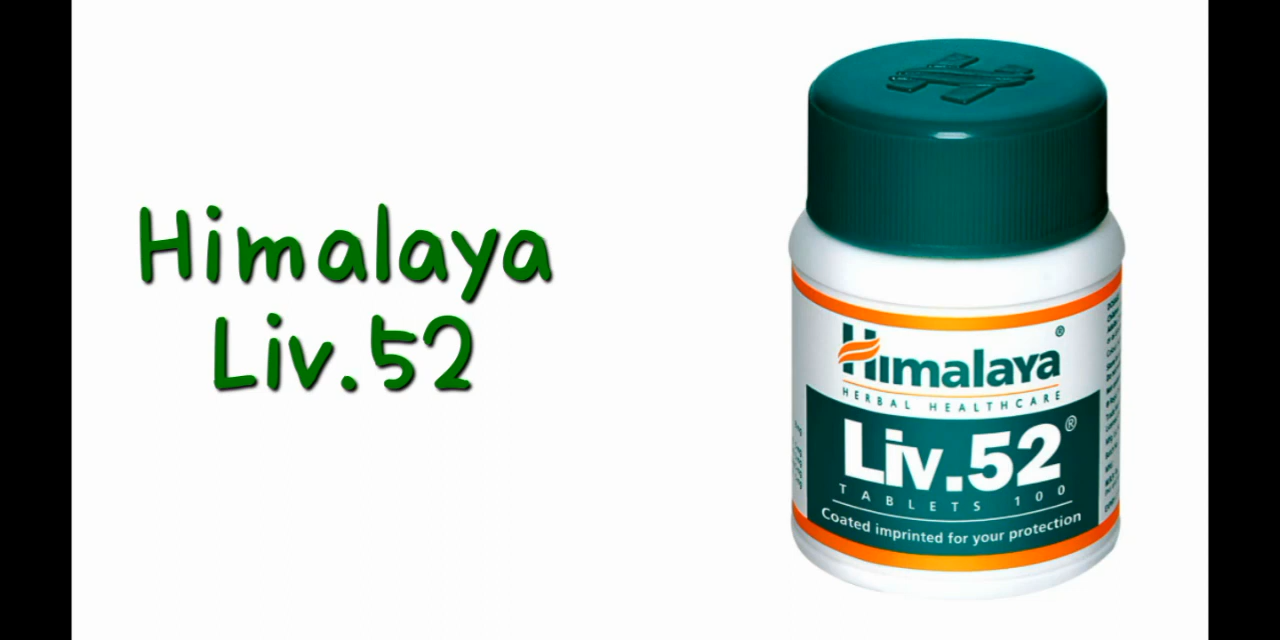 Himalaya
Liv.52
Himalaya®
HERBAL HEALTHCARE
Liv.52®
TABLETS 100
Coated imprinted for your protection